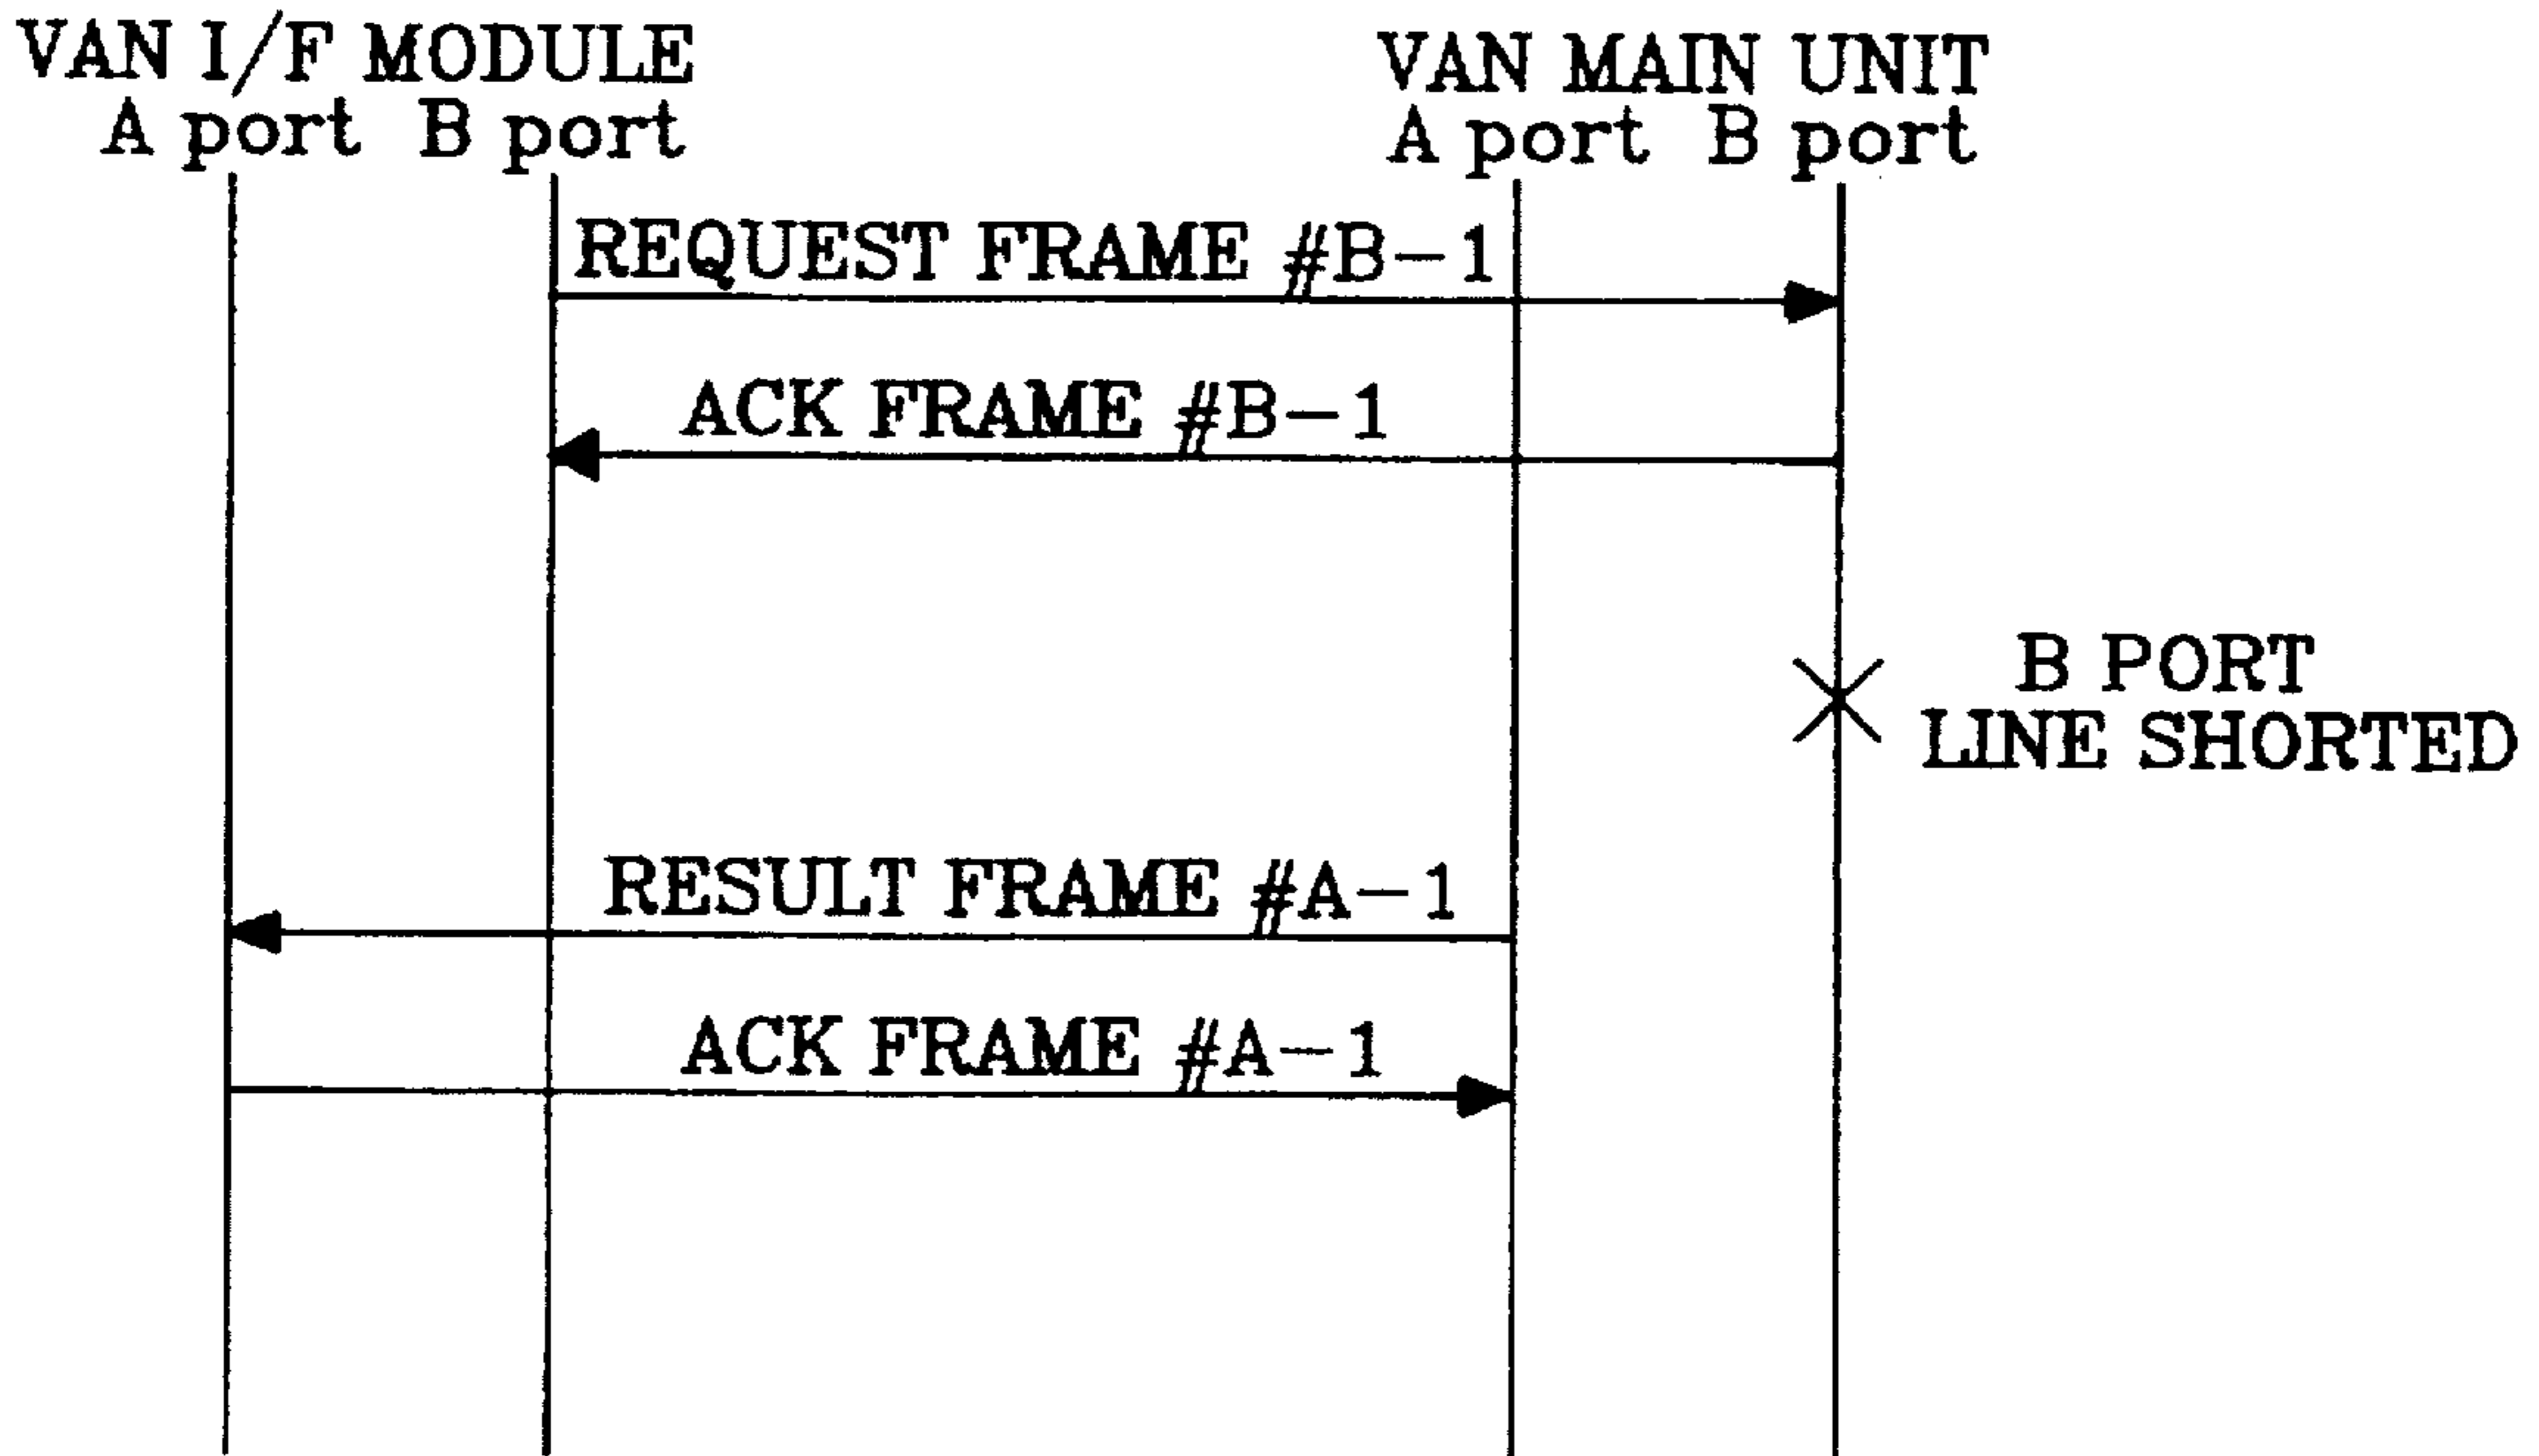 VAN I/F MODULE
A port B port
VAN MAIN UNIT
A port B port
REQUEST FRAME #B-1
ACK FRAME #B-1
B PORT
LINE SHORTED
RESULT FRAME #A-1
ACK FRAME #A-1